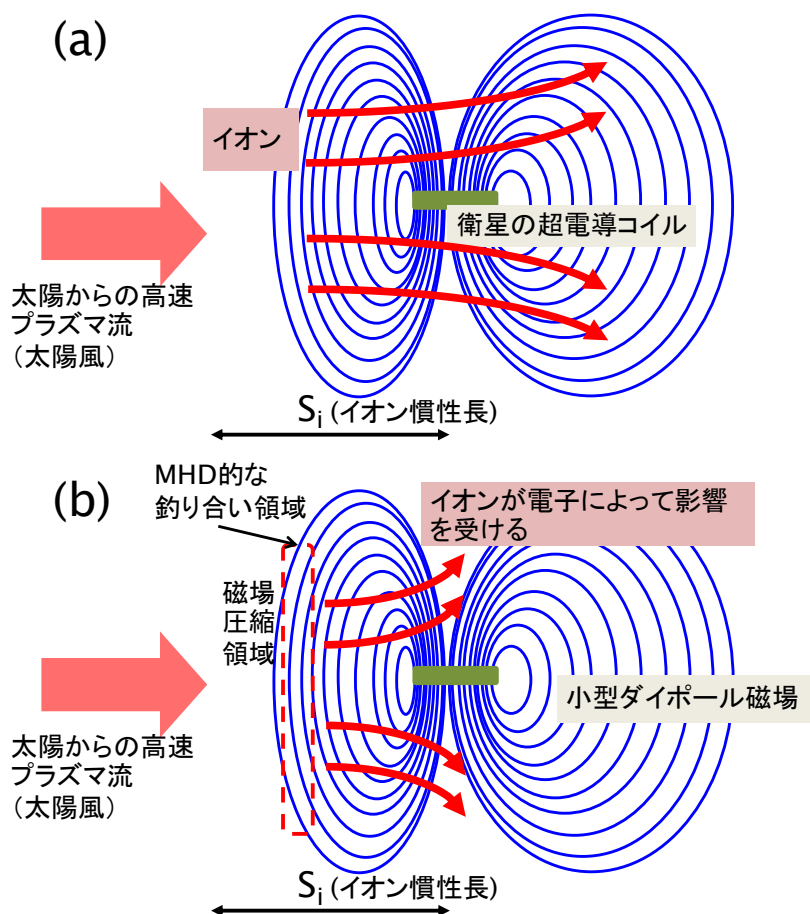 (a)
イオン
衛星の超電導コイル
太陽からの高速
プラズマ流
（太陽風）
Si (イオン慣性長)
(b)
MHD的な
釣り合い領域
イオンが電子によって影響
を受ける
磁場
圧縮
領域
小型ダイポール磁場
太陽からの高速
プラズマ流
（太陽風）
Si (イオン慣性長)